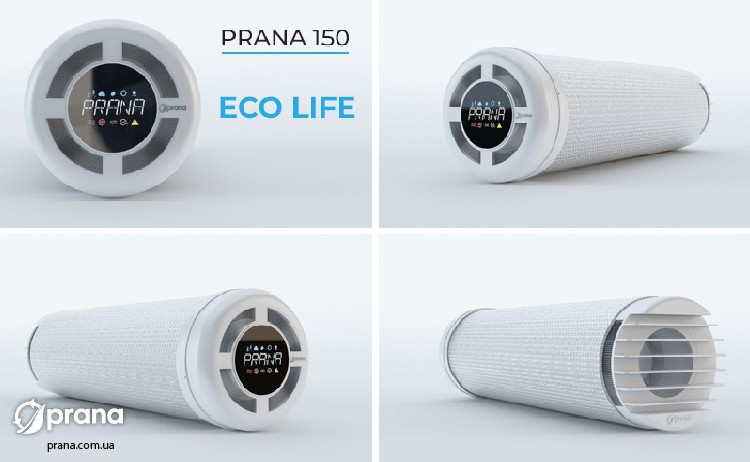 PRANA 150
ECO LIFE
PRANA
prana
PRANA
PRANA
prana
prana.com.ua